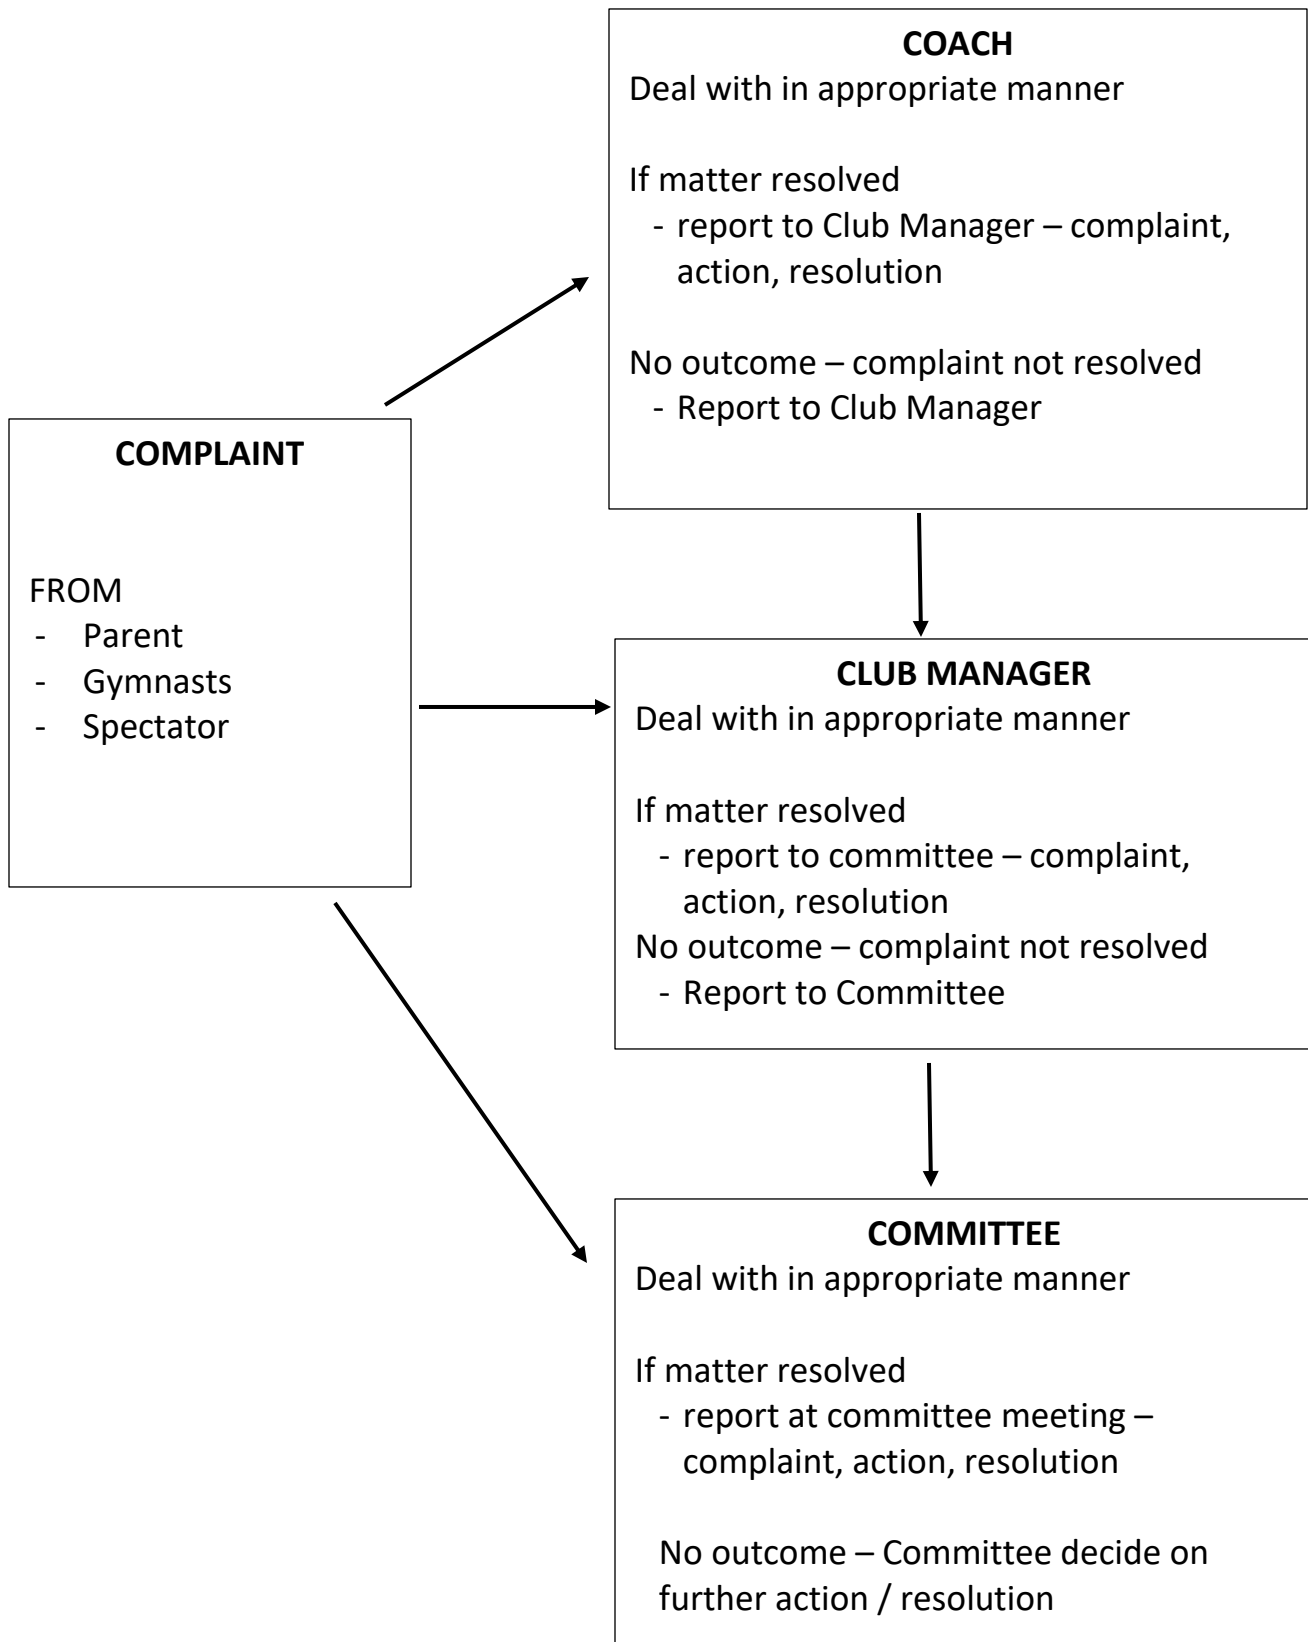 COACH
Deal with in appropriate manner
If matter resolved
- report to Club Manager – complaint,
action, resolution
No outcome – complaint not resolved
- Report to Club Manager
COMPLAINT
FROM
- Parent
- Gymnasts
- Spectator
CLUB MANAGER
Deal with in appropriate manner
If matter resolved
- report to committee – complaint,
action, resolution
No outcome – complaint not resolved
- Report to Committee
COMMITTEE
Deal with in appropriate manner
If matter resolved
- report at committee meeting –
complaint, action, resolution
No outcome – Committee decide on
further action / resolution